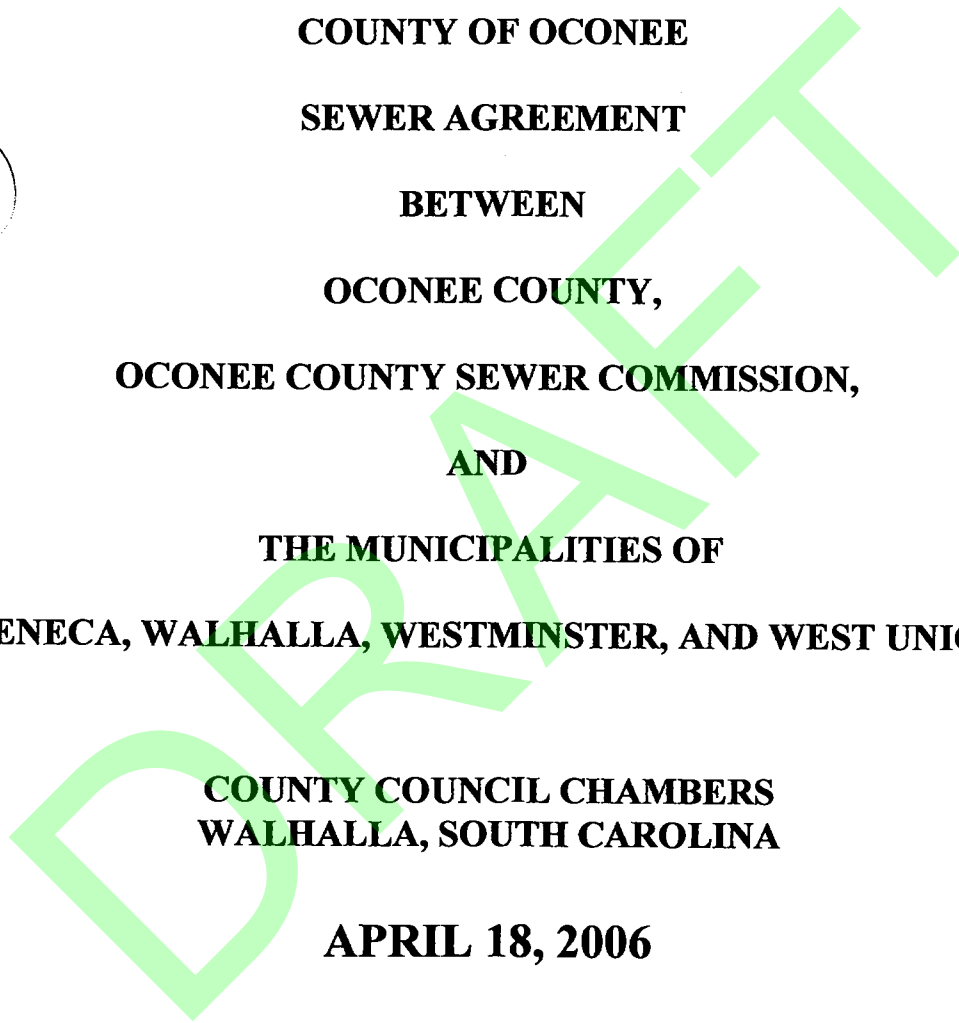 COUNTY OF OCONEE
SEWER AGREEMENT
BETWEEN
OCONEE COUNTY,
OCONEE COUNTY SEWER COMMISSION,
AND
THE MUNICIPALITIES OF
ENECA, WALHALLA, WESTMINSTER, AND WEST UNI
COUNTY COUNCIL CHAMBERS
WALHALLA, SOUTH CAROLINA
APRIL 18, 2006
DRAFT